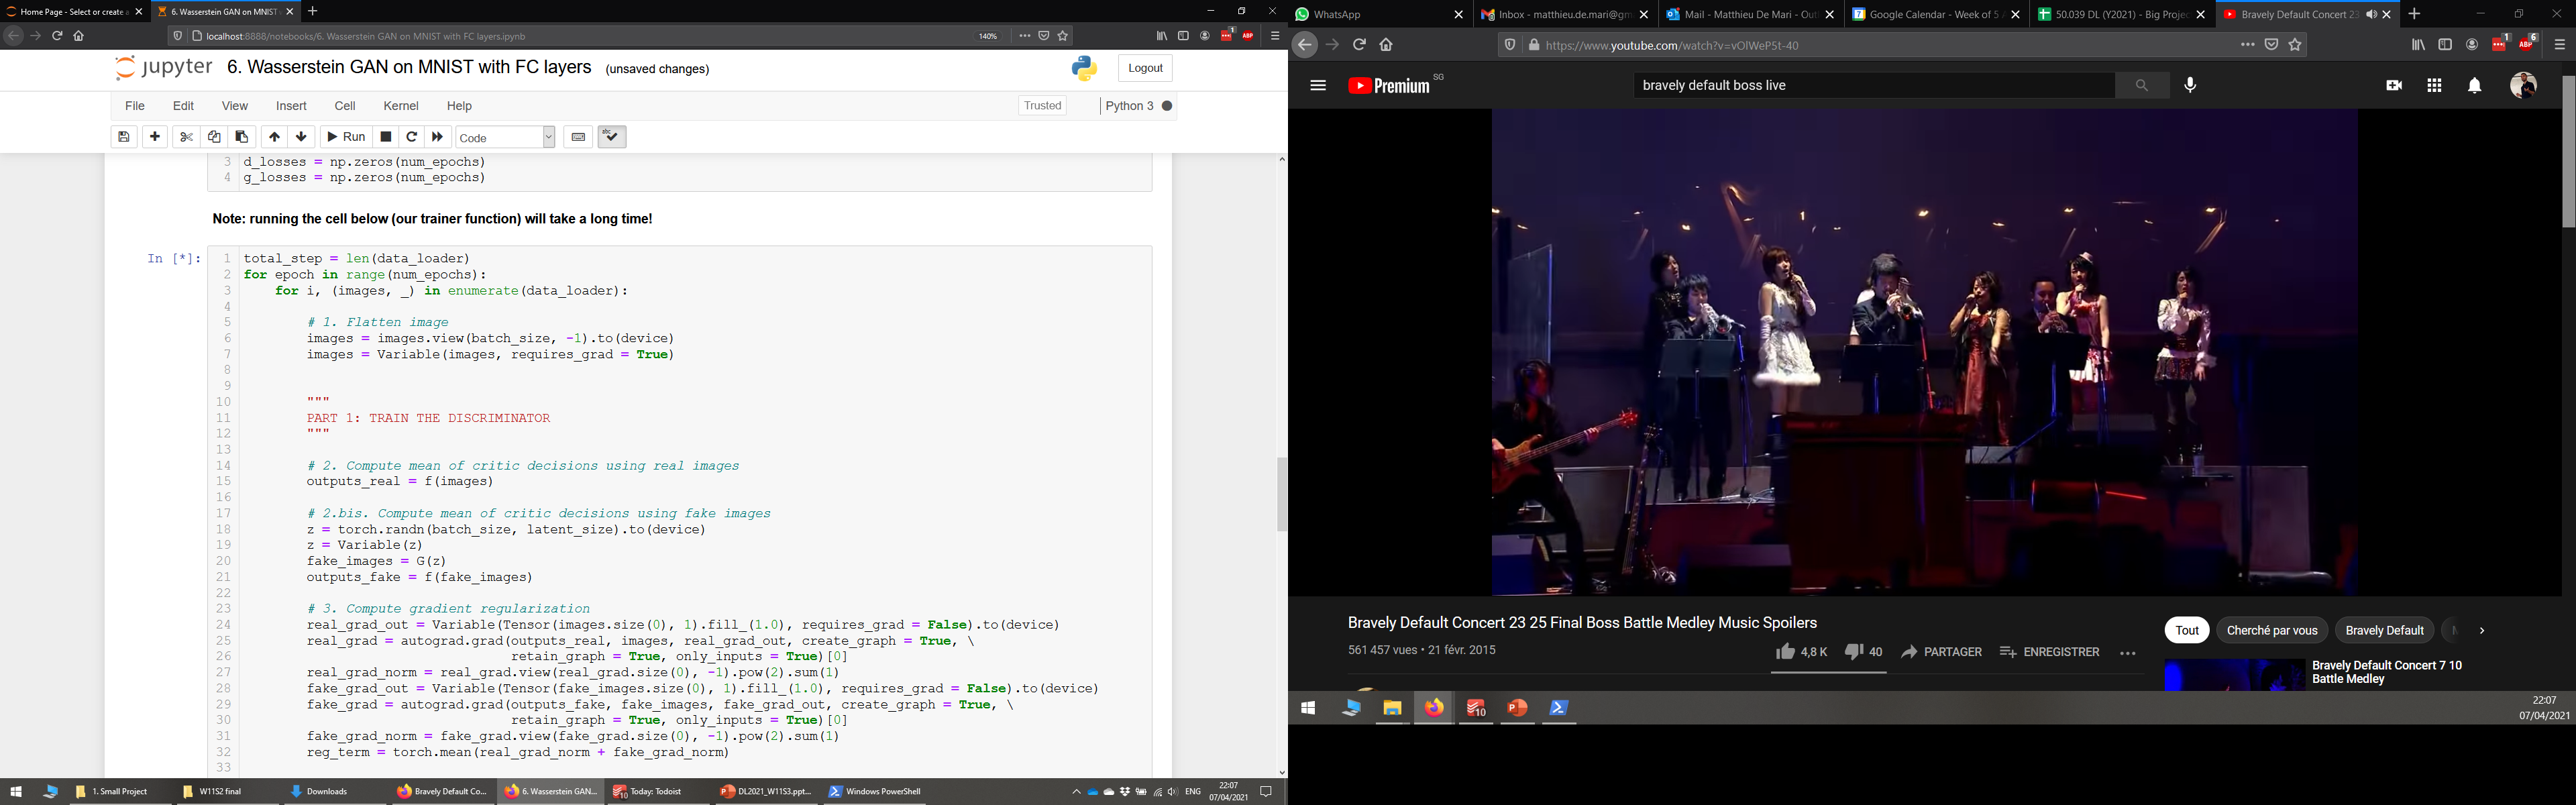 Home Page - Select or create a
6. Wasserstein GAN on MNIST
localhost:8888/notebooks/6. Wasserstein GAN on MNIST with FC layers.ipynb
140%
1
ABP
jupyter
6. Wasserstein GAN on MNIST with FC layers
(unsaved changes)
Logout
File
Edit
View
Insert
Cell
Kernel
Help
Trusted
Python 3
Run
Code
abc
3 d_losses = np.zeros(num_epochs)
4 g_losses = np.zeros(num_epochs)
Note: running the cell below (our trainer function) will take a long time!
In [*]:
1 total_step = len(data_loader)
2 for epoch in range(num_epochs):
3     for i, (images, _) in enumerate(data_loader):
4
5         # 1. Flatten image
6         images = images.view(batch_size, -1).to(device)
7         images = Variable(images, requires_grad = True)
8
9
10         """
11         PART 1: TRAIN THE DISCRIMINATOR
12         """
13
14         # 2. Compute mean of critic decisions using real images
15         outputs_real = f(images)
16
17         # 2.bis. Compute mean of critic decisions using fake images
18         z = torch.randn(batch_size, latent_size).to(device)
19         z = Variable(z)
20         fake_images = G(z)
21         outputs_fake = f(fake_images)
22
23         # 3. Compute gradient regularization
24         real_grad_out = Variable(Tensor(images.size(0), 1).fill_(1.0), requires_grad = False).to(device)
25         real_grad = autograd.grad(outputs_real, images, real_grad_out, create_graph = True, \
26                                   retain_graph = True, only_inputs = True)[0]
27         real_grad_norm = real_grad.view(real_grad.size(0), -1).pow(2).sum(1)
28         fake_grad_out = Variable(Tensor(fake_images.size(0), 1).fill_(1.0), requires_grad = False).to(device)
29         fake_grad = autograd.grad(outputs_fake, fake_images, fake_grad_out, create_graph = True, \
30                                   retain_graph = True, only_inputs = True)[0]
31         fake_grad_norm = fake_grad.view(fake_grad.size(0), -1).pow(2).sum(1)
32         reg_term = torch.mean(real_grad_norm + fake_grad_norm)
33
1. Small Project
W11S2 final
Downloads
Bravely Default Co...
6. Wasserstein GAN...
Today: Todoist
DL2021_W11S3.ppt...
Windows PowerShell
ENG
22:07
07/04/2021
WhatsApp
Inbox - matthieu.de.mari@gm
Mail - Matthieu De Mari - Out
Google Calendar - Week of 5
50.039 DL (Y2021) - Big Projec
Bravely Default Concert 23
https://www.youtube.com/watch?v=vOlWeP5t-40
1
ABP
6
Premium
SG
bravely default boss live
Bravely Default Concert 23 25 Final Boss Battle Medley Music Spoilers
561 457 vues • 21 févr. 2015
4,8 K
40
PARTAGER
ENREGISTRER
Tout
Cherché par vous
Bravely Default
Bravely Default Concert 7 10
Battle Medley
10
22:07
07/04/2021